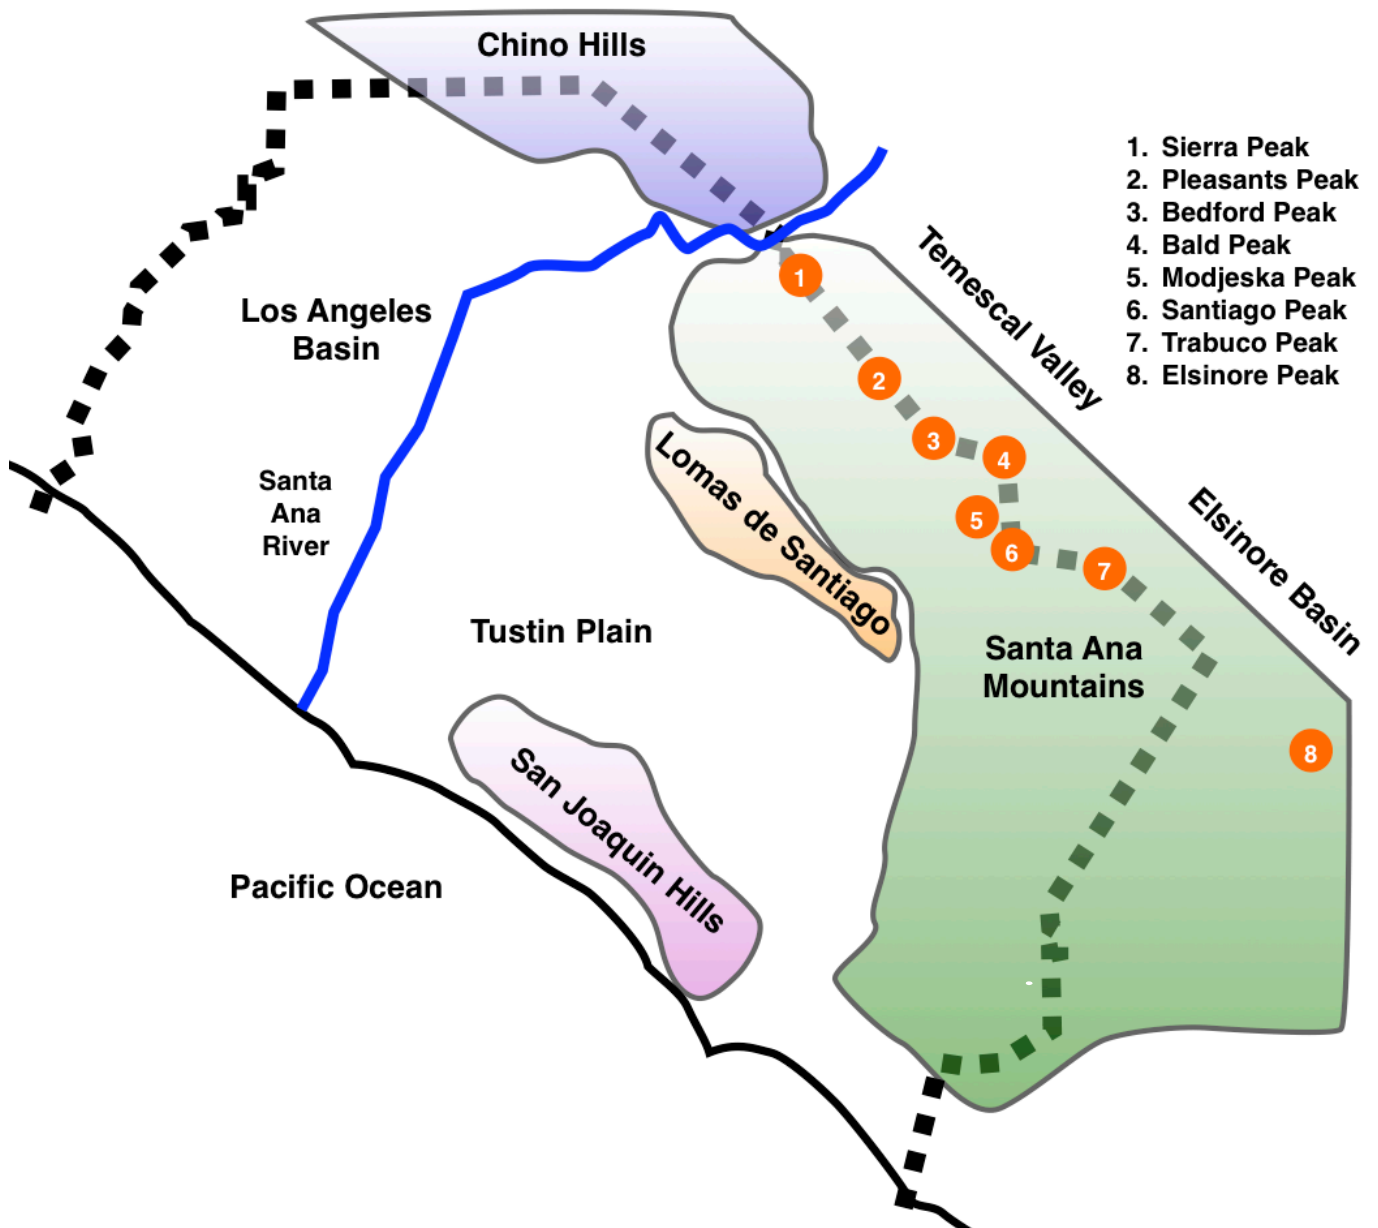 Chino Hills
1. Sierra Peak
2. Pleasants Peak
3. Bedford Peak
4. Bald Peak
5. Modjeska Peak
6. Santiago Peak
7. Trabuco Peak
8. Elsinore Peak
Temescal Valley
1
Los Angeles
Basin
2
3
4
Lomas de Santiago
Santa
Ana
River
5
6
7
Elsinore Basin
Tustin Plain
Santa Ana
Mountains
8
San Joaquin Hills
Pacific Ocean